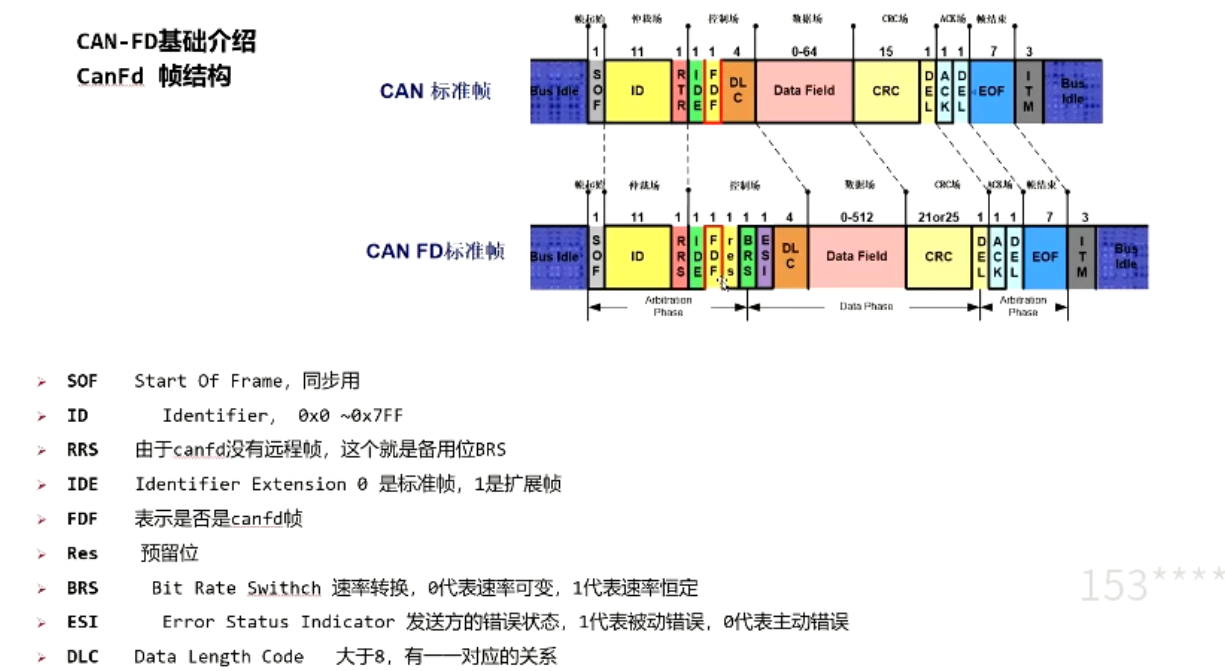 CAN-FD基础介绍
CanFd 帧结构
帧起始 仲裁场 控制场 数据场 CRC场 ACK场 帧结束
1 11 1 1 1 4 0-64 15 1 1 1 7 3
CAN 标准帧
Bus Idle SOF ID RTR IDE FDF DLC Data Field CRC DEL ACK DEL EOF ITM Bus Idle
帧起始 仲裁场 控制场 数据场 CRC场 ACK场 帧结束
1 11 1 1 1 1 1 1 4 0-512 21or25 1 1 1 7 3
CAN FD标准帧
Bus Idle SOF ID RRS IDE FDF res BRS ESI DLC Data Field CRC DEL ACK DEL EOF ITM Bus Idle
Arbitration Phase Data Phase Arbitration Phase
➢ SOF Start Of Frame，同步用
➢ ID Identifier， 0x0 ~0x7FF
➢ RRS 由于canfd没有远程帧，这个就是备用位BRS
➢ IDE Identifier Extension 0 是标准帧，1是扩展帧
➢ FDF 表示是否是canfd帧
➢ Res 预留位
➢ BRS Bit Rate Swithch 速率转换，0代表速率可变，1代表速率恒定
➢ ESI Error Status Indicator 发送方的错误状态，1代表被动错误，0代表主动错误
➢ DLC Data Length Code 大于8，有一一对应的关系
153****